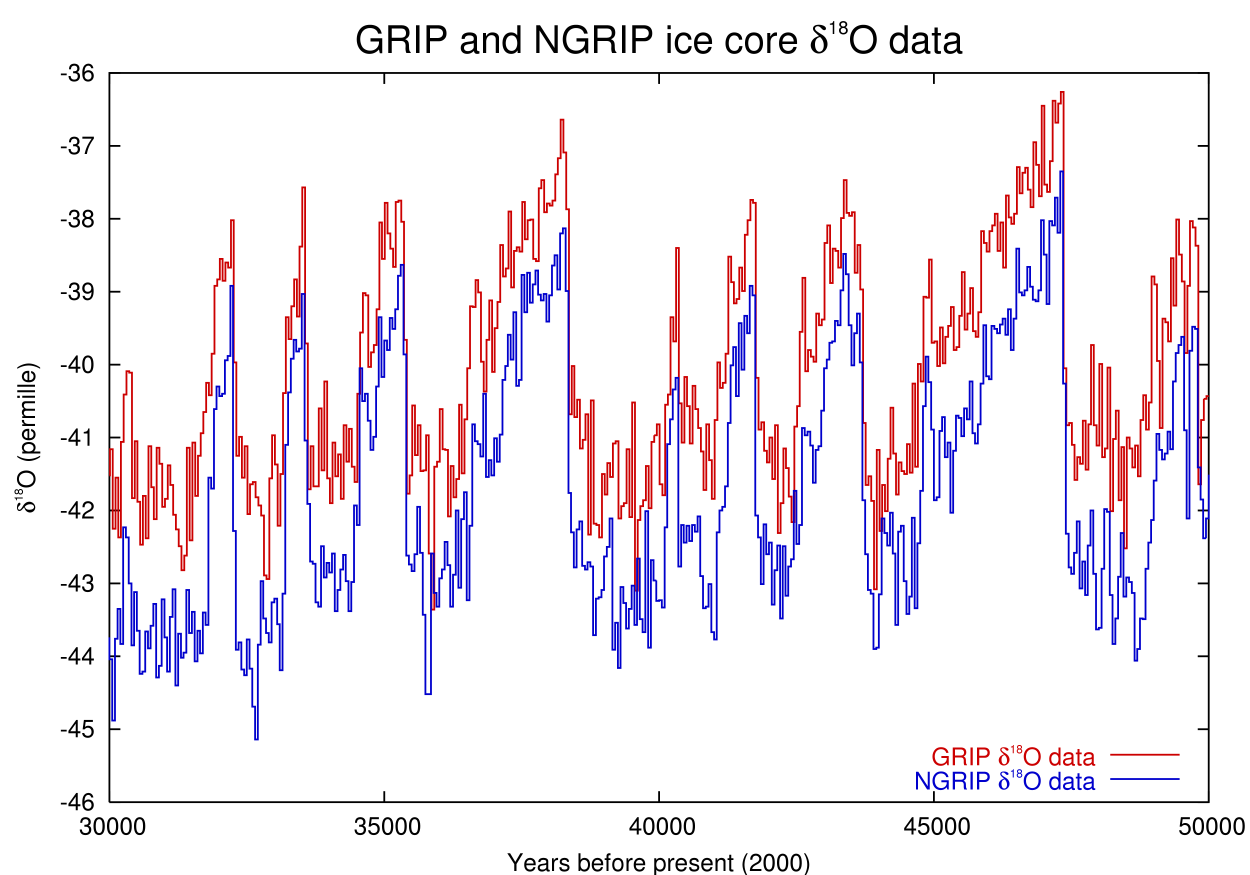 GRIP and NGRIP ice core δ¹⁸O data
-36
-37
-38
-39
-40
-41
-42
-43
-44
-45
-46
δ¹⁸O (permille)
30000 35000 40000 45000 50000
Years before present (2000)
GRIP δ¹⁸O data
NGRIP δ¹⁸O data